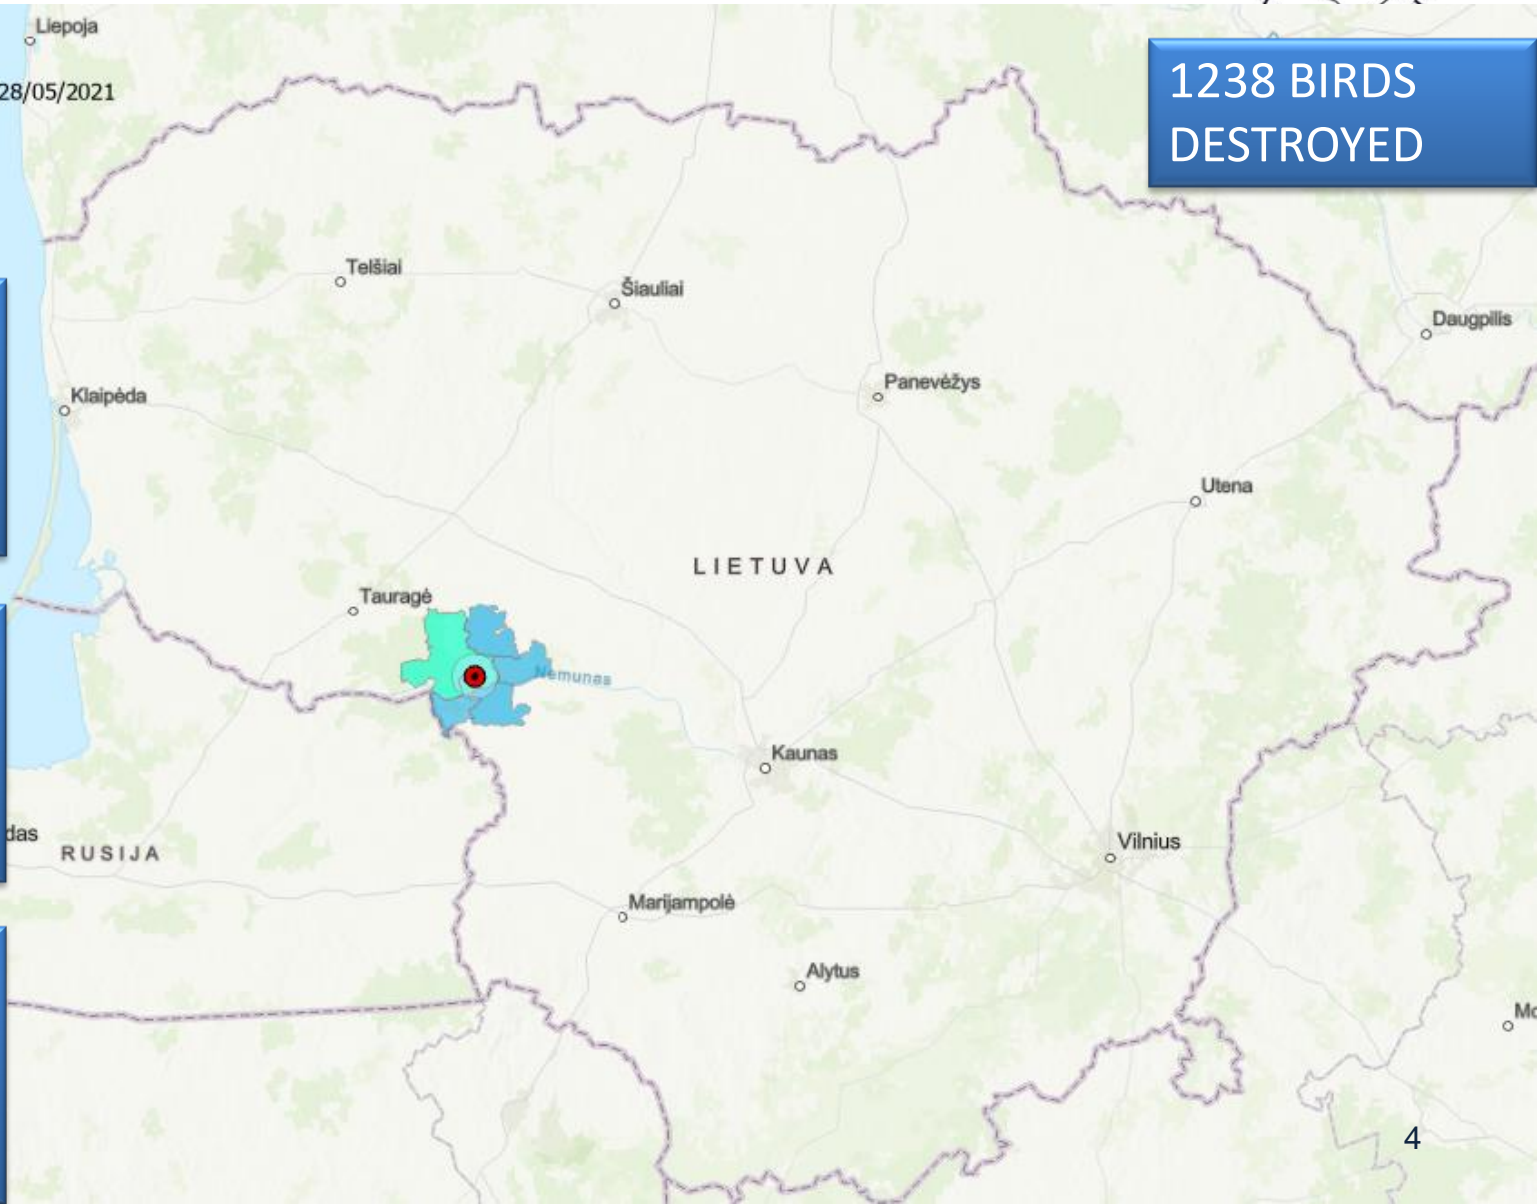 Liepoja
28/05/2021
1238 BIRDS
DESTROYED
Telšiai
Šiauliai
Daugpilis
Klaipėda
Panevėžys
Utena
LIETUVA
Tauragė
Nemunas
Kaunas
das
RUSIJA
Vilnius
Marijampolė
Alytus
Mo
4